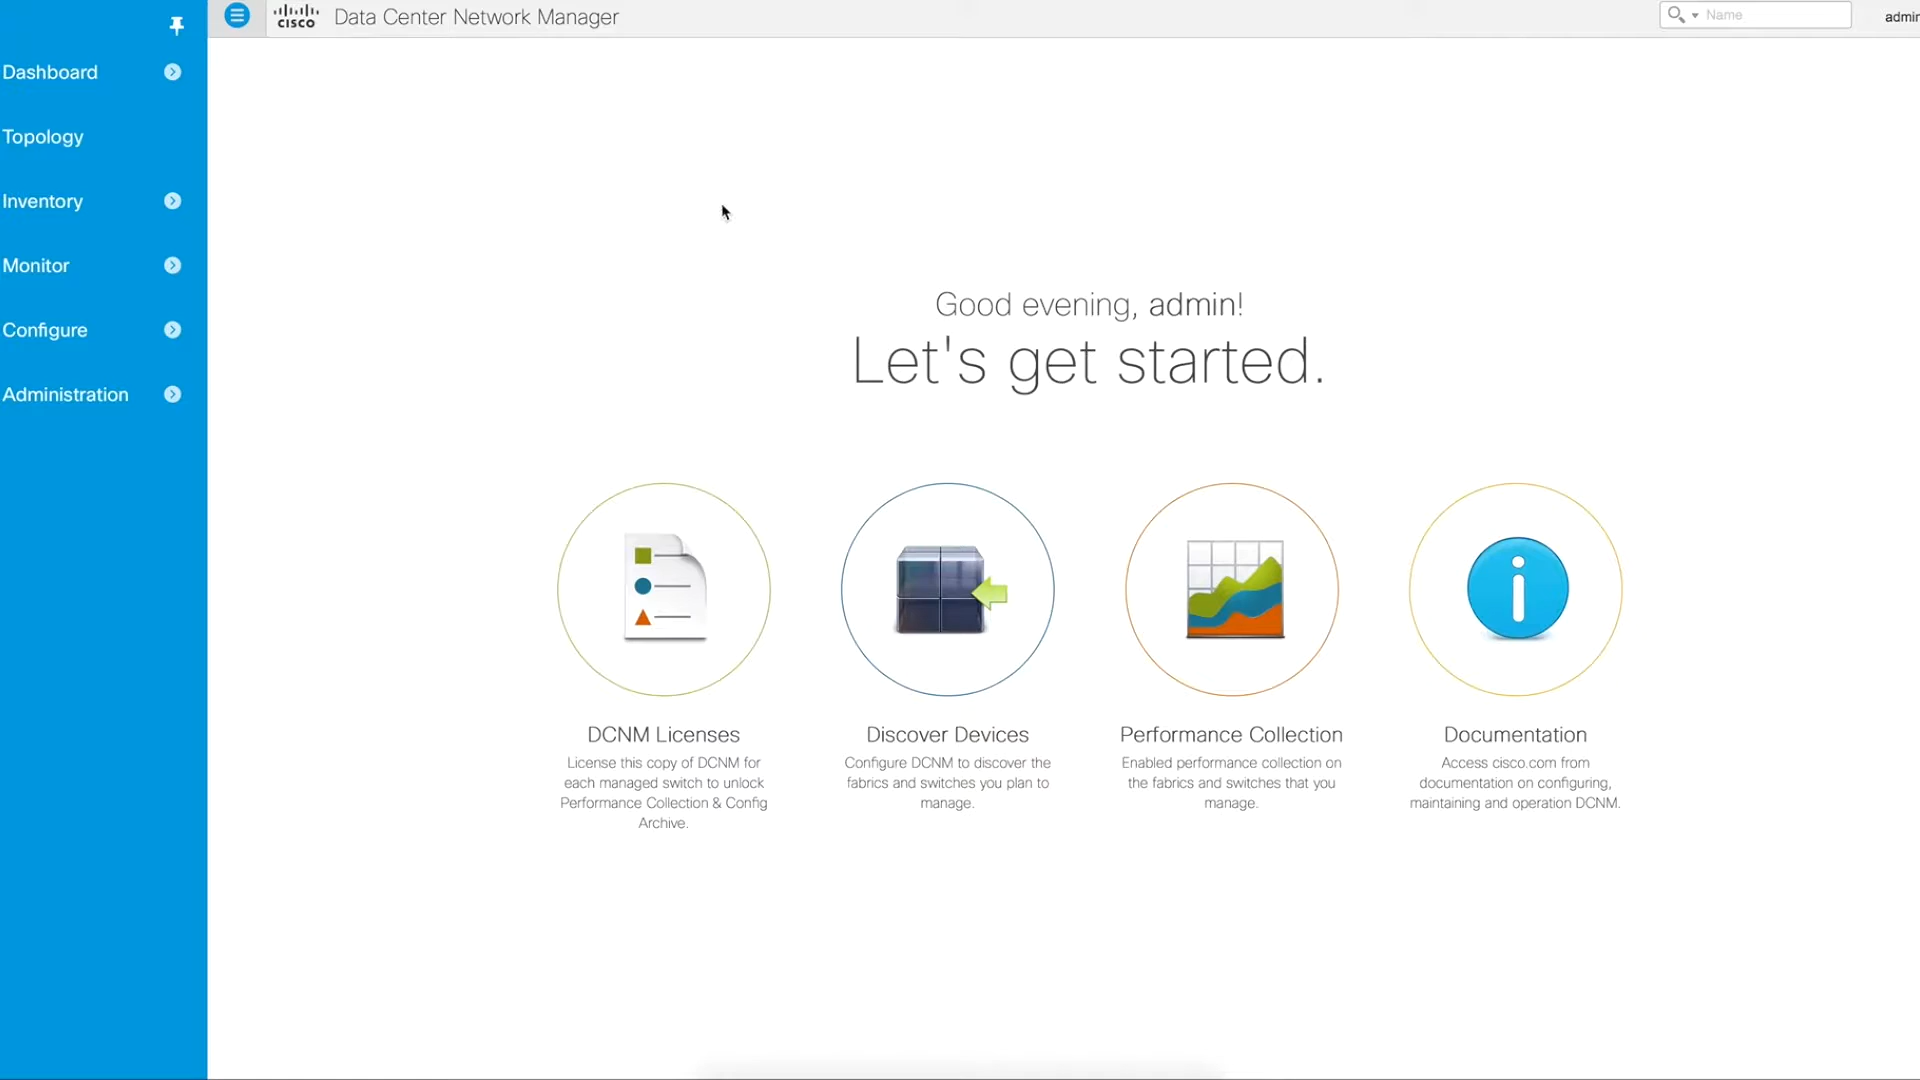 cisco Data Center Network Manager
Name
Dashboard
Topology
Inventory
Monitor
Configure
Administration
Good evening, admin!
Let's get started.
DCNM Licenses
License this copy of DCNM for
each managed switch to unlock
Performance Collection & Config
Archive.
Discover Devices
Configure DCNM to discover the
fabrics and switches you plan to
manage.
Performance Collection
Enabled performance collection on
the fabrics and switches that you
manage.
Documentation
Access cisco.com from
documentation on configuring,
maintaining and operation DCNM.